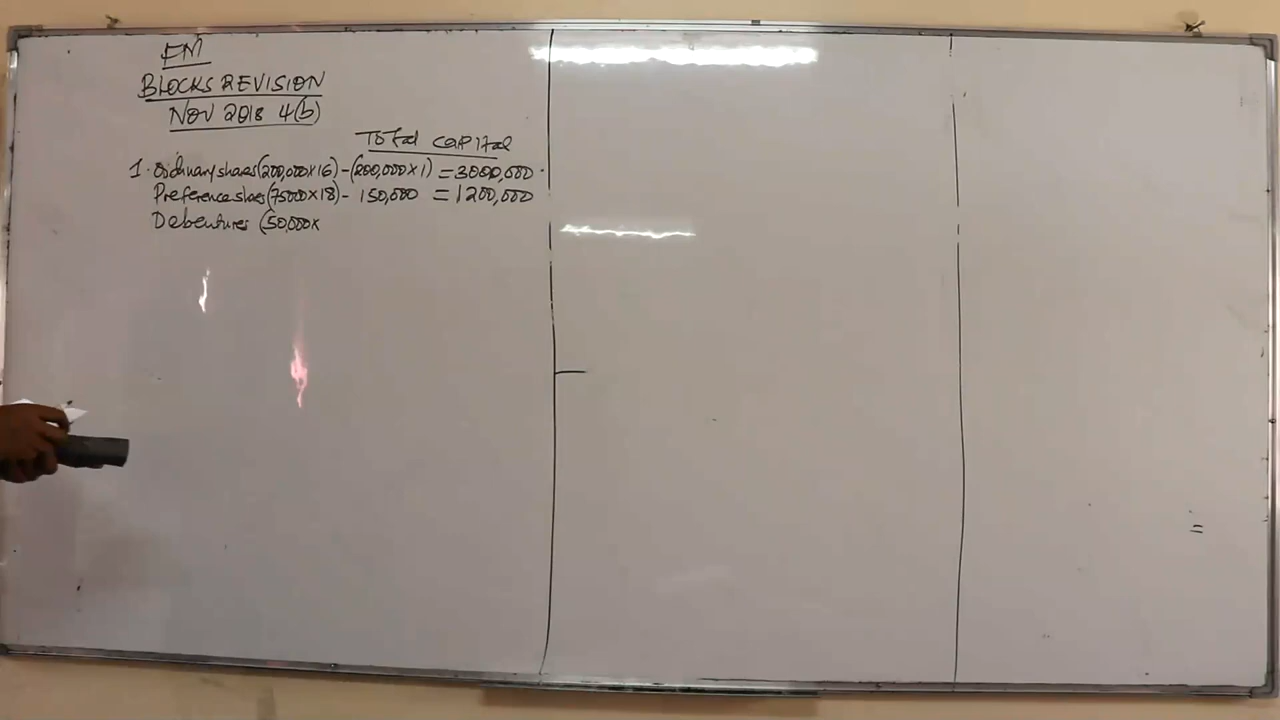 FM
BLOCKS REVISION
NOV 2018 4(b)
Total capital
1. Ordinary shares (200,000×16) - (200,000×1) = 3000,000
Preference shares (75000×18) - 150,000 = 1200,000
Debentures (50,000×
=